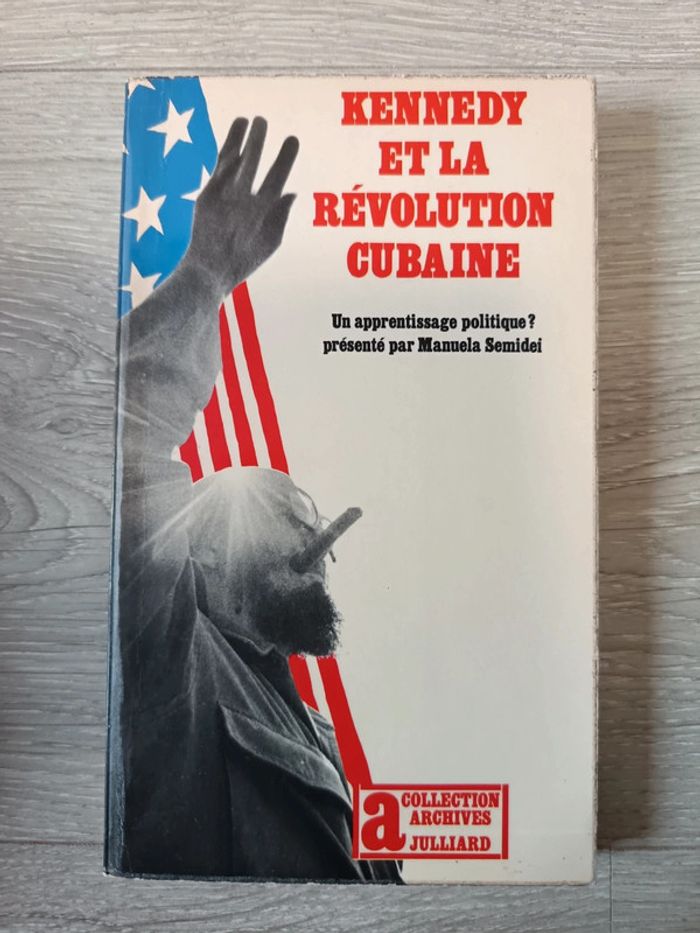 KENNEDY
ET LA
RÉVOLUTION
CUBAINE
Un apprentissage politique?
présenté par Manuela Semidei
a
COLLECTION
ARCHIVES
JULLIARD